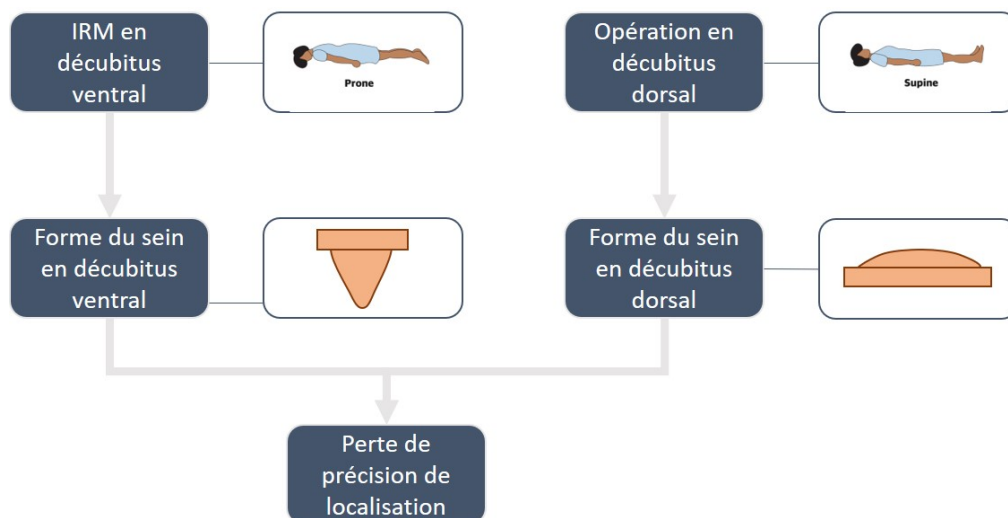 IRM en
décubitus
ventral
Prone
Opération en
décubitus
dorsal
Supine
Forme du sein
en décubitus
ventral
Forme du sein
en décubitus
dorsal
Perte de
précision de
localisation